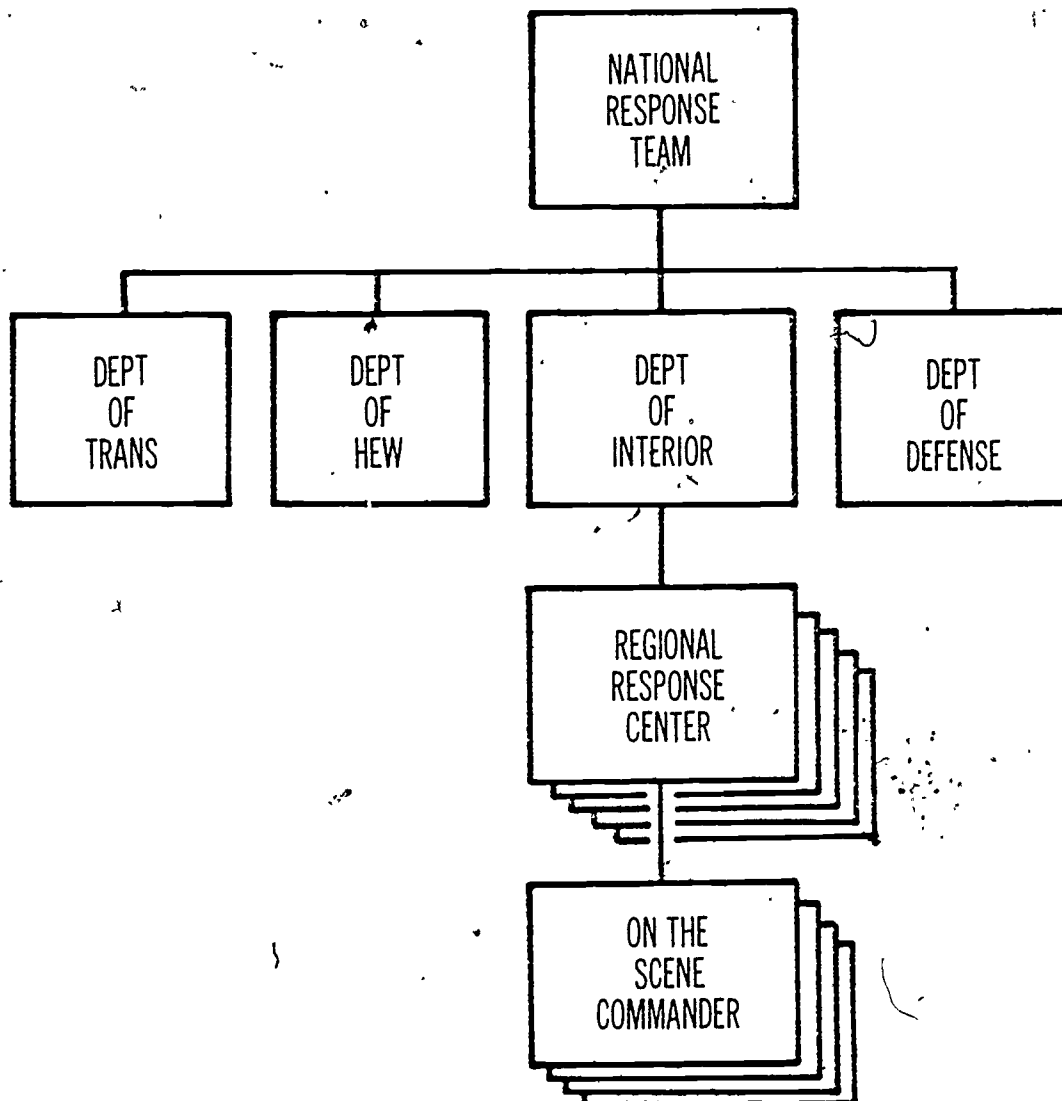 NATIONAL
RESPONSE
TEAM
DEPT
OF
TRANS
DEPT
OF
HEW
DEPT
OF
INTERIOR
DEPT
OF
DEFENSE
REGIONAL
RESPONSE
CENTER
ON THE
SCENE
COMMANDER